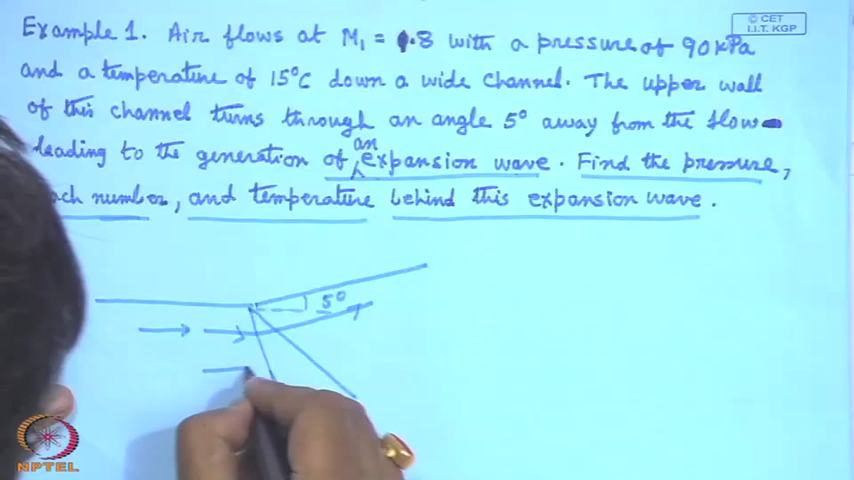 © CET
I.I.T. KGP
Example 1. Air flows at M₁ = 1.8 with a pressure of 90 kPa
and a temperature of 15°C down a wide channel. The upper wall
of this channel turns through an angle 5° away from the flow
leading to the generation of an expansion wave. Find the pressure,
ach number, and temperature behind this expansion wave.
5°
NPTEL